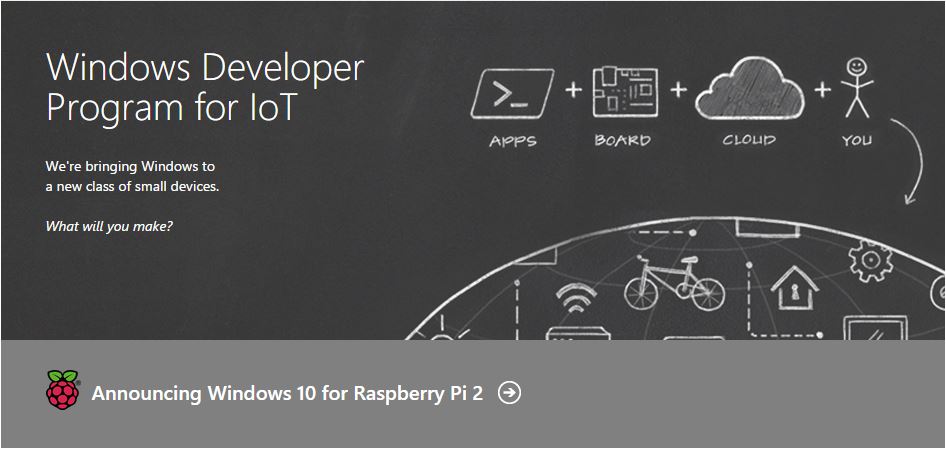 Windows Developer
Program for IoT
We're bringing Windows to
a new class of small devices.
What will you make?
APPS + BOARD + CLOUD + YOU
Announcing Windows 10 for Raspberry Pi 2